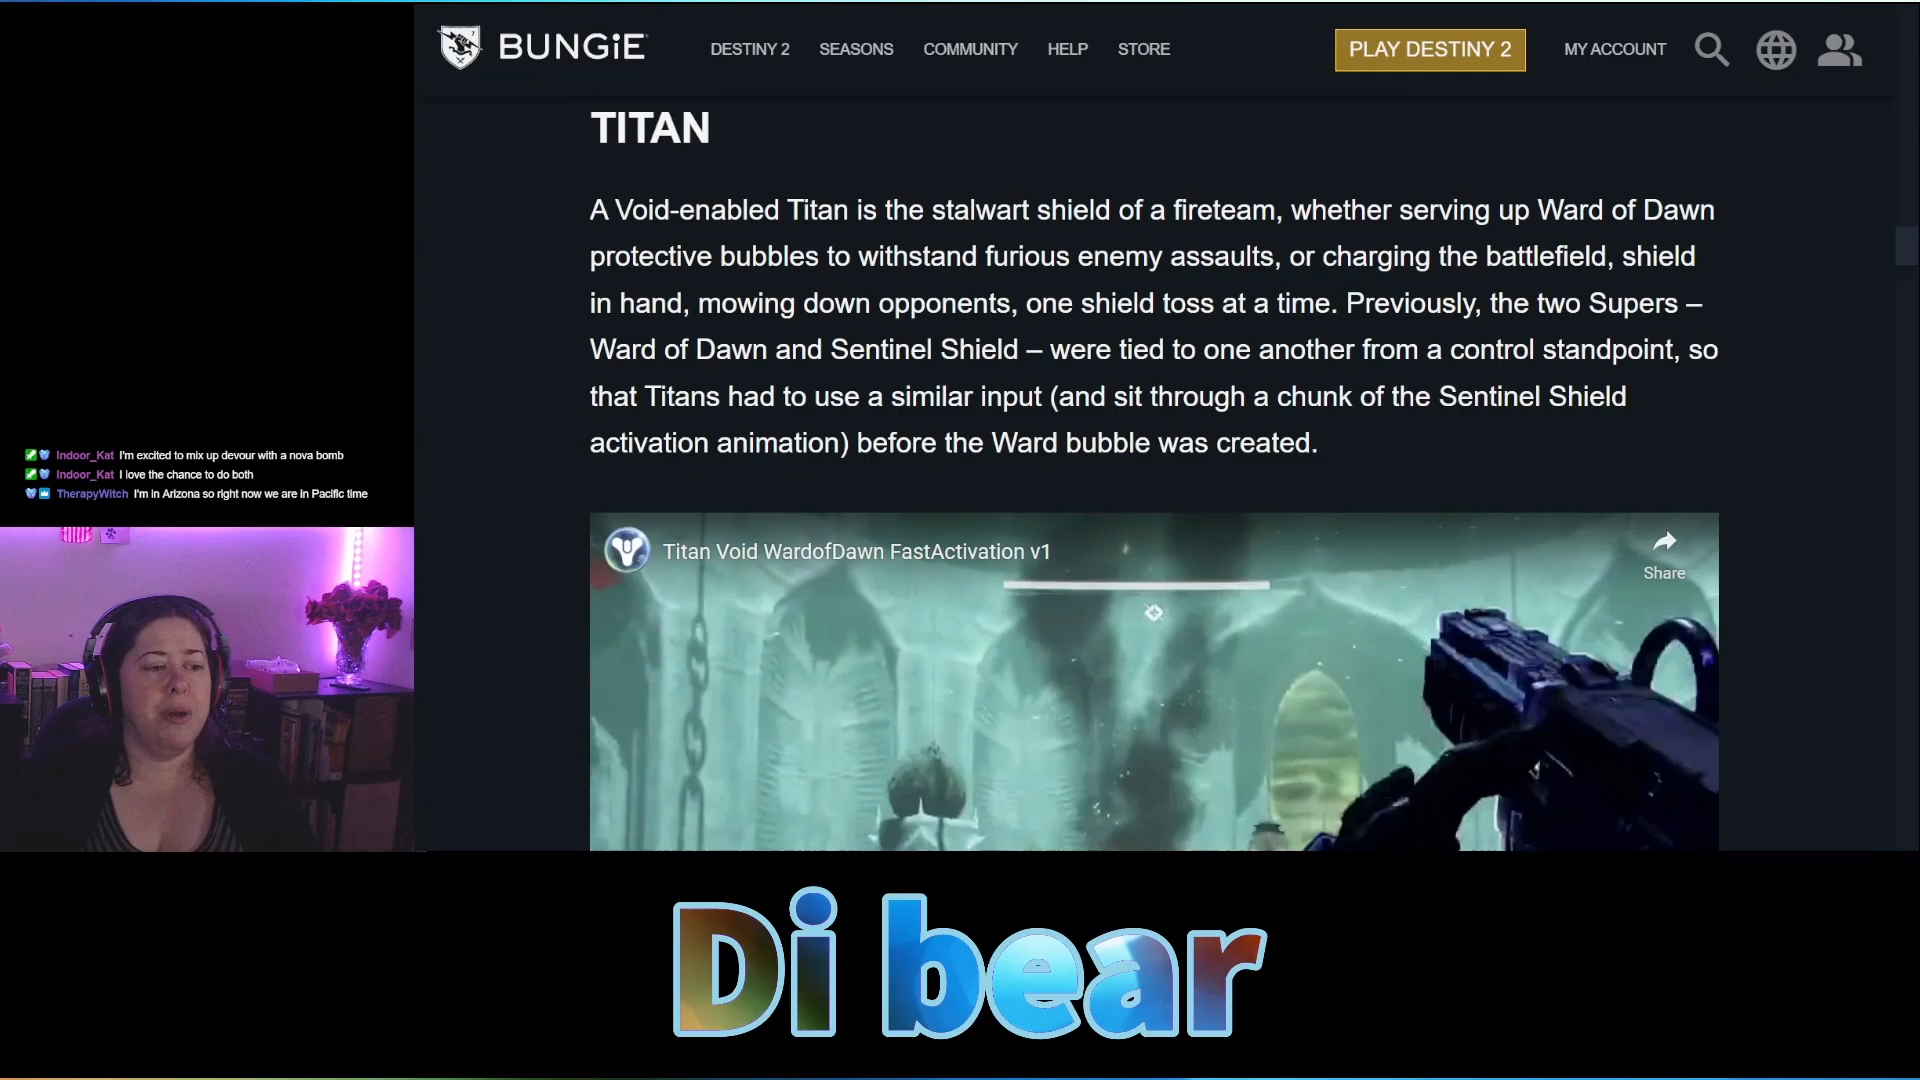 BUNGiE
DESTINY 2 SEASONS COMMUNITY HELP STORE
PLAY DESTINY 2
MY ACCOUNT
TITAN
A Void-enabled Titan is the stalwart shield of a fireteam, whether serving up Ward of Dawn
protective bubbles to withstand furious enemy assaults, or charging the battlefield, shield
in hand, mowing down opponents, one shield toss at a time. Previously, the two Supers –
Ward of Dawn and Sentinel Shield – were tied to one another from a control standpoint, so
that Titans had to use a similar input (and sit through a chunk of the Sentinel Shield
activation animation) before the Ward bubble was created.
Indoor_Kat I'm excited to mix up devour with a nova bomb
Indoor_Kat I love the chance to do both
TherapyWitch I'm in Arizona so right now we are in Pacific time
Titan Void WardofDawn FastActivation v1
Share
Di bear